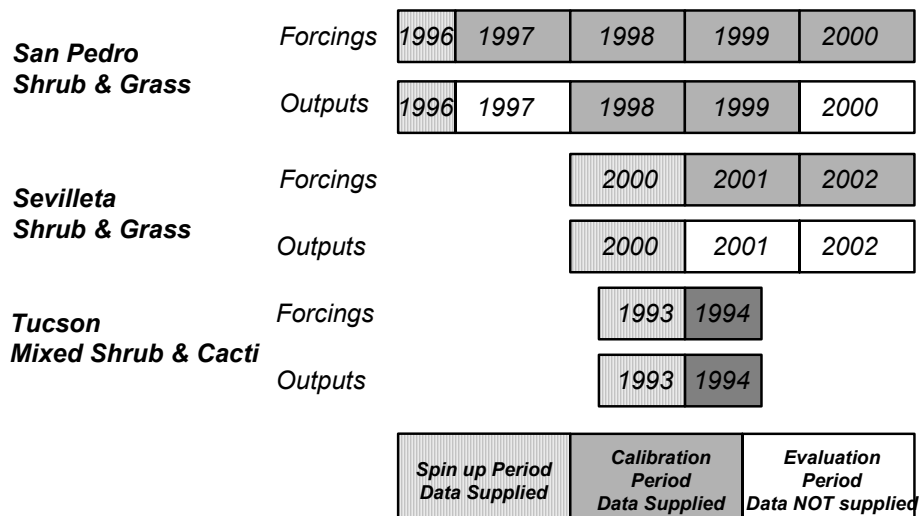 San Pedro
Shrub & Grass
Forcings 1996 1997 1998 1999 2000
Outputs 1996 1997 1998 1999 2000
Sevilleta
Shrub & Grass
Forcings 2000 2001 2002
Outputs 2000 2001 2002
Tucson
Mixed Shrub & Cacti
Forcings 1993 1994
Outputs 1993 1994
Spin up Period
Data Supplied
Calibration
Period
Data Supplied
Evaluation
Period
Data NOT supplied